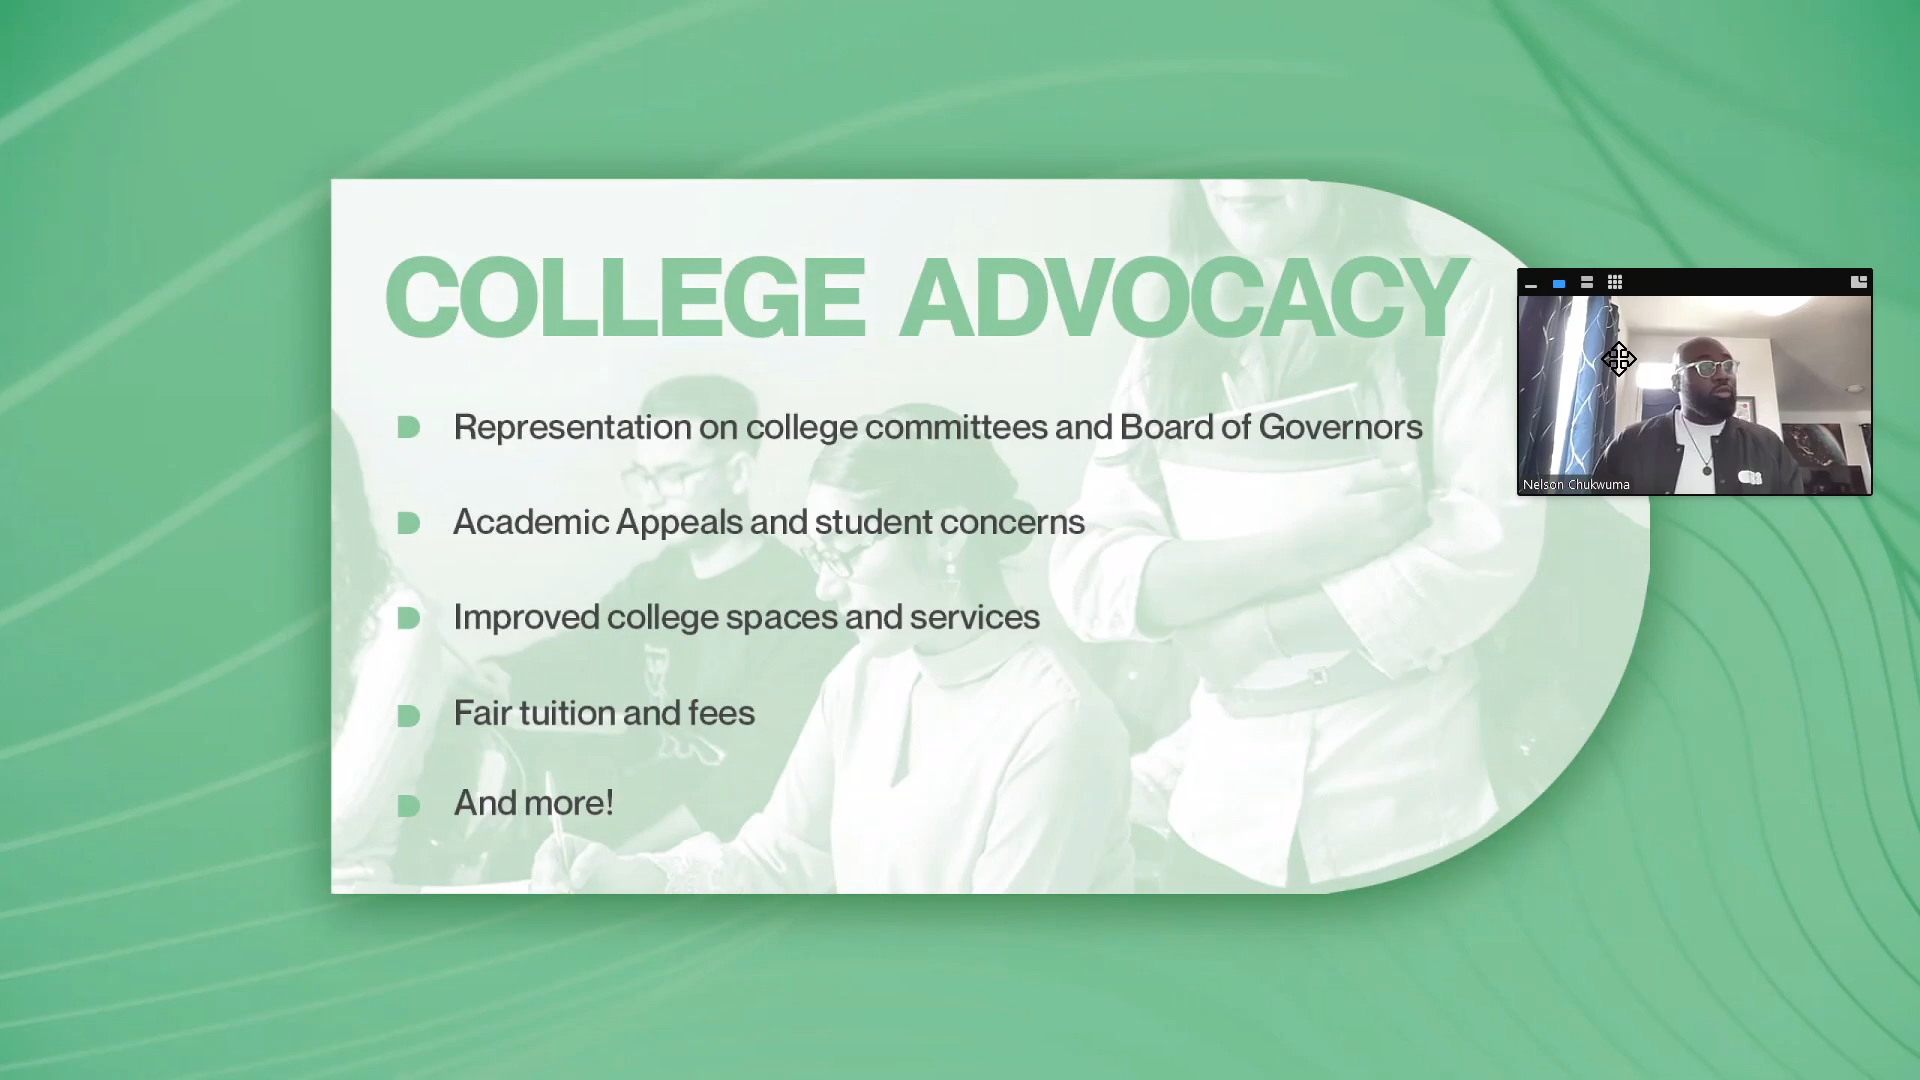 COLLEGE ADVOCACY
Representation on college committees and Board of Governors
Academic Appeals and student concerns
Improved college spaces and services
Fair tuition and fees
And more!
Nelson Chukwuma